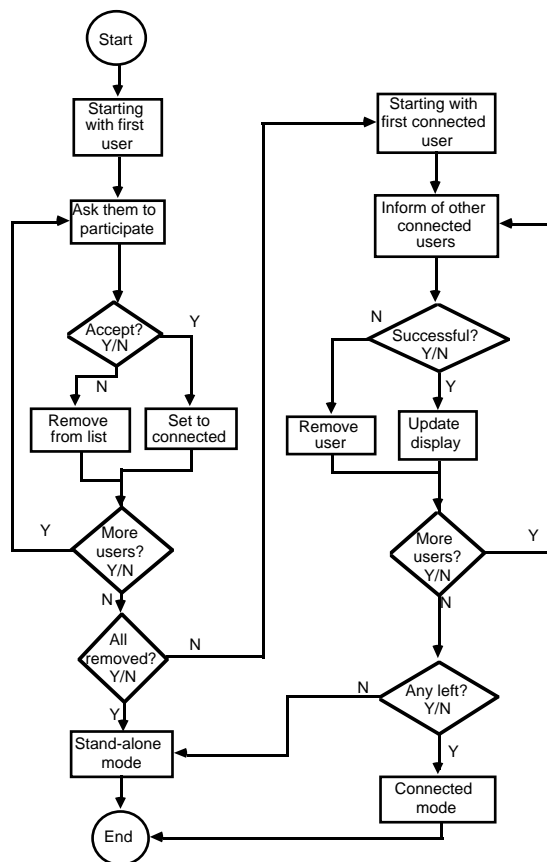 Start
Starting
with first
user
Ask them to
participate
Accept?
Y/N
Y
N
Remove
from list
Set to
connected
Y
More
users?
Y/N
N
All
removed?
Y/N
N
Y
Stand-alone
mode
End
Starting with
first connected
user
Inform of other
connected
users
N
Successful?
Y/N
Y
Remove
user
Update
display
More
users?
Y/N
Y
N
N
Any left?
Y/N
Y
Connected
mode